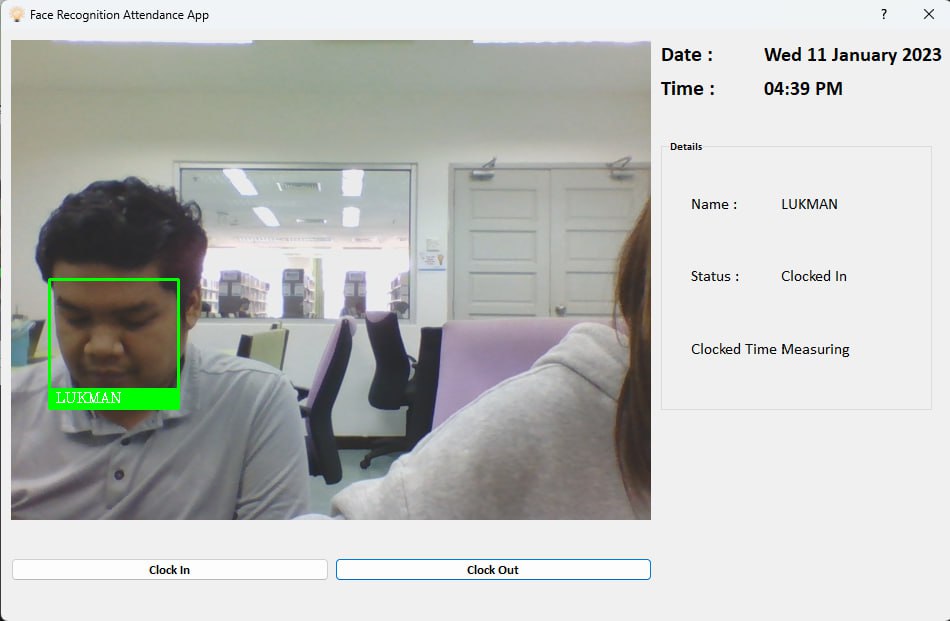 Face Recognition Attendance App
?
Date : Wed 11 January 2023
Time : 04:39 PM
Details
Name : LUKMAN
Status : Clocked In
Clocked Time Measuring
LUKMAN
Clock In Clock Out